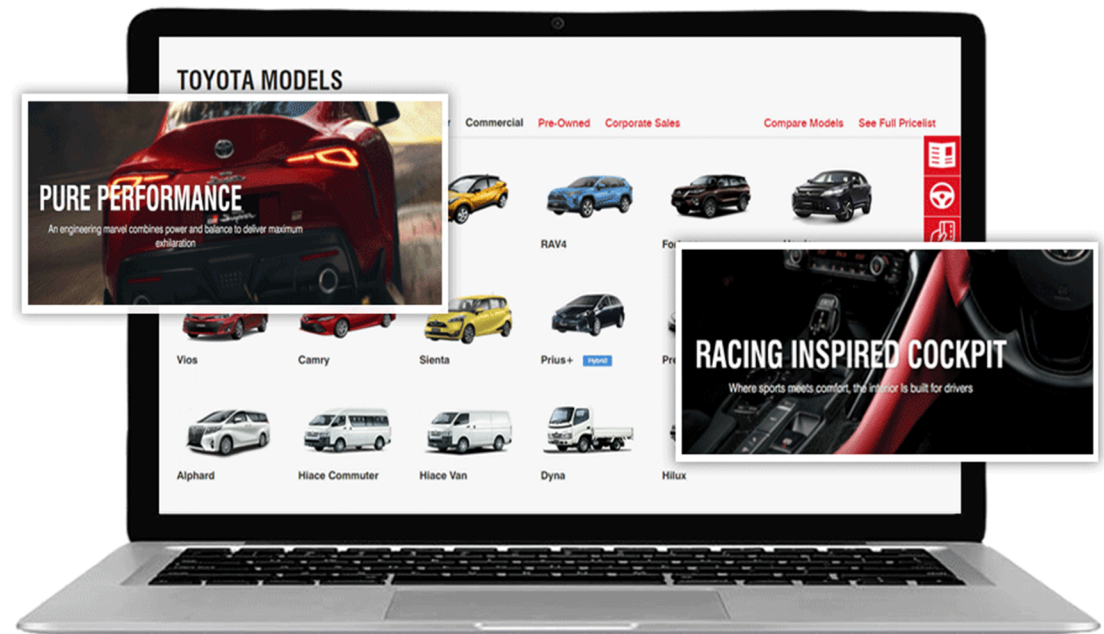 TOYOTA MODELS
Commercial
Pre-Owned
Corporate Sales
Compare Models
See Full Pricelist
PURE PERFORMANCE
An engineering marvel combines power and balance to deliver maximum
exhilaration
RAV4
RACING INSPIRED COCKPIT
Where sports meets comfort, the interior Is built for drivers
Vios
Camry
Sienta
Prius+
Hybrid
Alphard
Hiace Commuter
Hiace Van
Dyna
Hilux